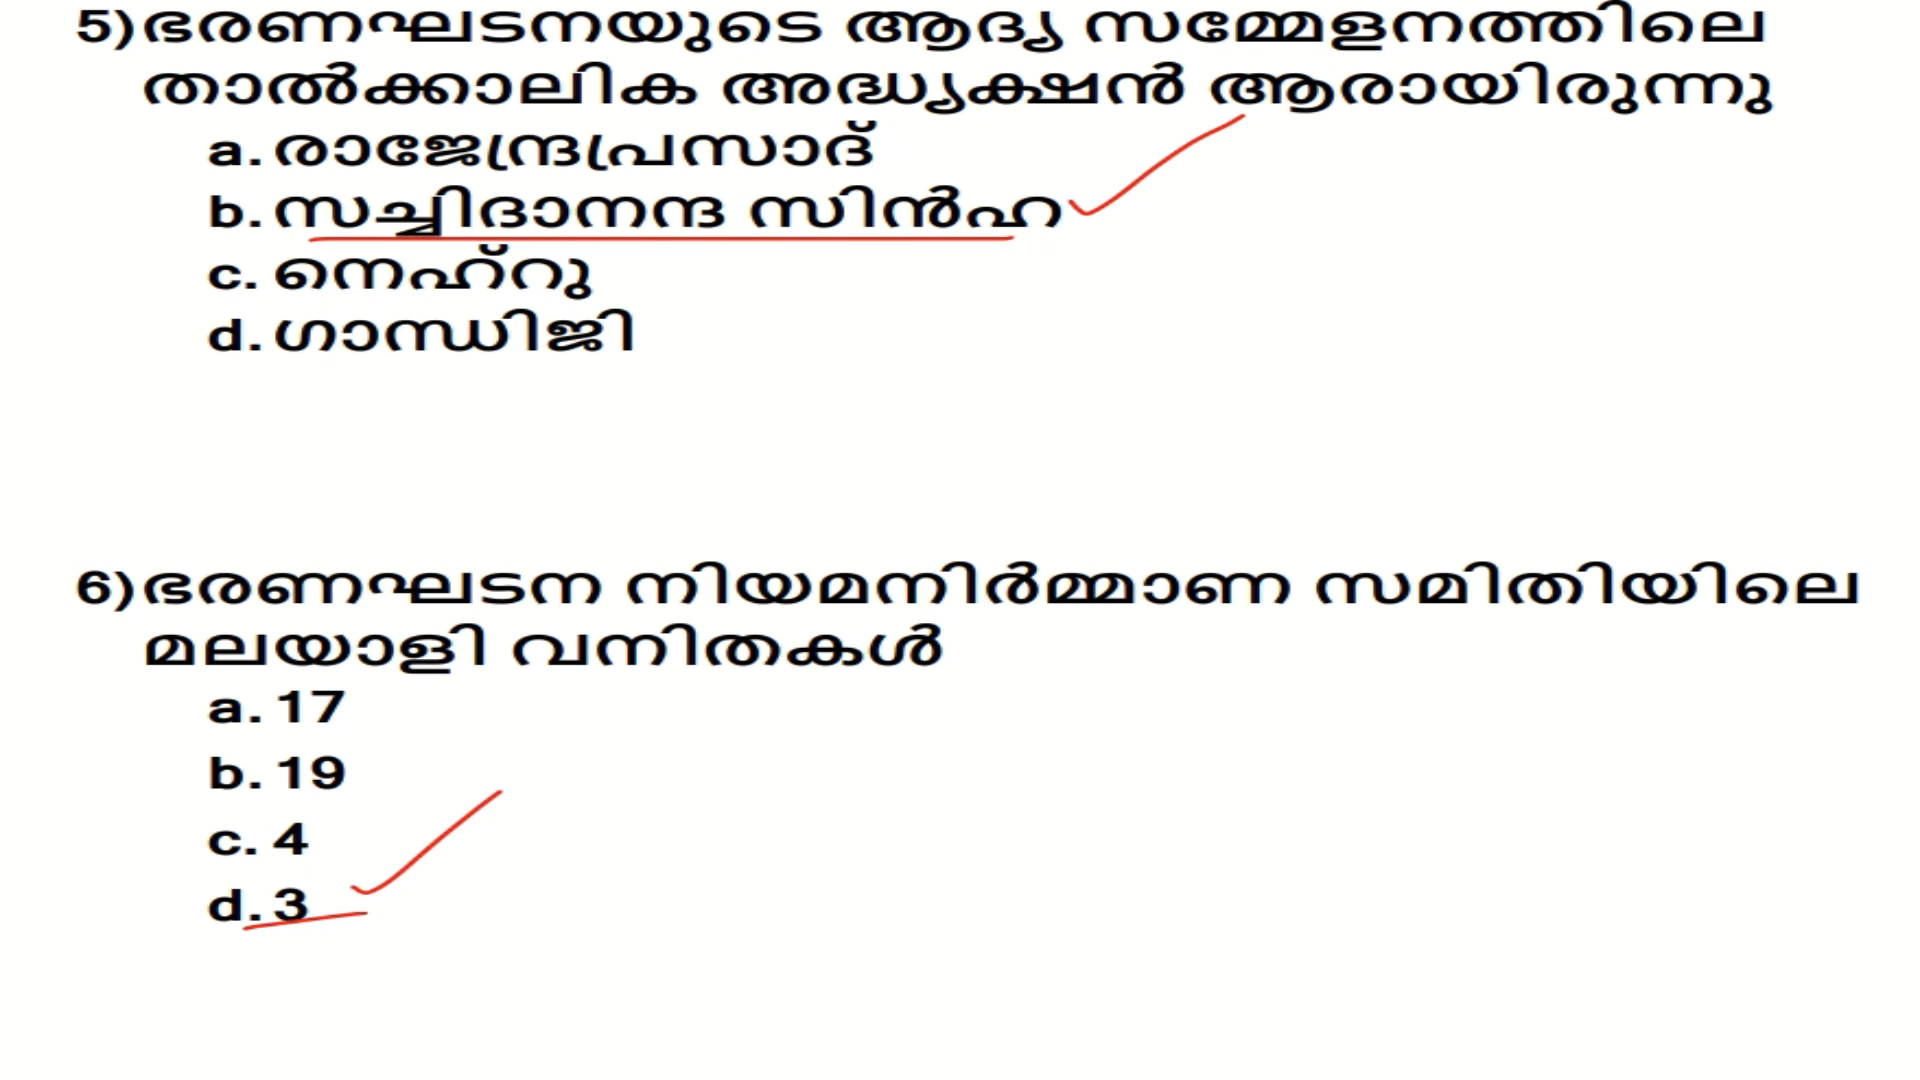 5)ഭരണഘടനയുടെ ആദ്യ സമ്മേളനത്തിലെ
താൽക്കാലിക അദ്ധ്യക്ഷൻ ആരായിരുന്നു
a.രാജേന്ദ്രപ്രസാദ്
b.സച്ചിദാനന്ദ സിൻഹ
c. നെഹ്റു
d.ഗാന്ധിജി
6)ഭരണഘടന നിയമനിർമ്മാണ സമിതിയിലെ
മലയാളി വനിതകൾ
a. 17
b. 19
c. 4
d. 3